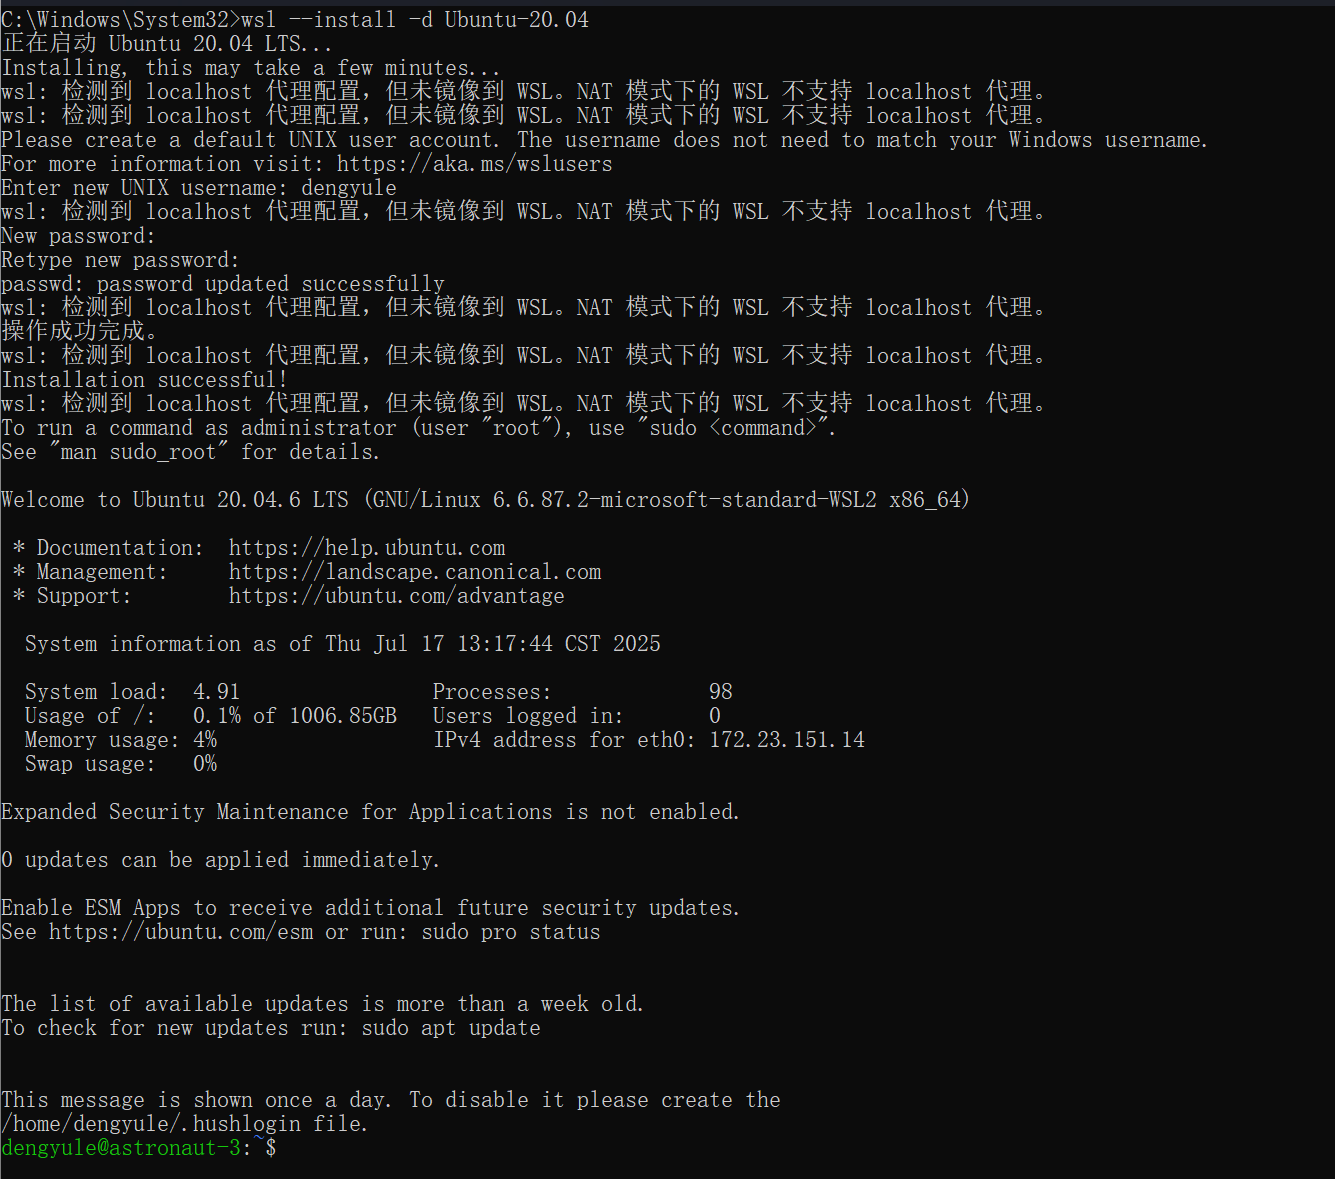 C:\Windows\System32>wsl --install -d Ubuntu-20.04
正在启动 Ubuntu 20.04 LTS...
Installing, this may take a few minutes...
wsl: 检测到 localhost 代理配置，但未镜像到 WSL。NAT 模式下的 WSL 不支持 localhost 代理。
wsl: 检测到 localhost 代理配置，但未镜像到 WSL。NAT 模式下的 WSL 不支持 localhost 代理。
Please create a default UNIX user account. The username does not need to match your Windows username.
For more information visit: https://aka.ms/wslusers
Enter new UNIX username: dengyule
wsl: 检测到 localhost 代理配置，但未镜像到 WSL。NAT 模式下的 WSL 不支持 localhost 代理。
New password:
Retype new password:
passwd: password updated successfully
wsl: 检测到 localhost 代理配置，但未镜像到 WSL。NAT 模式下的 WSL 不支持 localhost 代理。
操作成功完成。
wsl: 检测到 localhost 代理配置，但未镜像到 WSL。NAT 模式下的 WSL 不支持 localhost 代理。
Installation successful!
wsl: 检测到 localhost 代理配置，但未镜像到 WSL。NAT 模式下的 WSL 不支持 localhost 代理。
To run a command as administrator (user "root"), use "sudo <command>".
See "man sudo_root" for details.

Welcome to Ubuntu 20.04.6 LTS (GNU/Linux 6.6.87.2-microsoft-standard-WSL2 x86_64)

 * Documentation:  https://help.ubuntu.com
 * Management:     https://landscape.canonical.com
 * Support:        https://ubuntu.com/advantage

  System information as of Thu Jul 17 13:17:44 CST 2025

  System load:  4.91                Processes:             98
  Usage of /:   0.1% of 1006.85GB   Users logged in:       0
  Memory usage: 4%                  IPv4 address for eth0: 172.23.151.14
  Swap usage:   0%

Expanded Security Maintenance for Applications is not enabled.

0 updates can be applied immediately.

Enable ESM Apps to receive additional future security updates.
See https://ubuntu.com/esm or run: sudo pro status


The list of available updates is more than a week old.
To check for new updates run: sudo apt update


This message is shown once a day. To disable it please create the
/home/dengyule/.hushlogin file.
dengyule@astronaut-3:~$